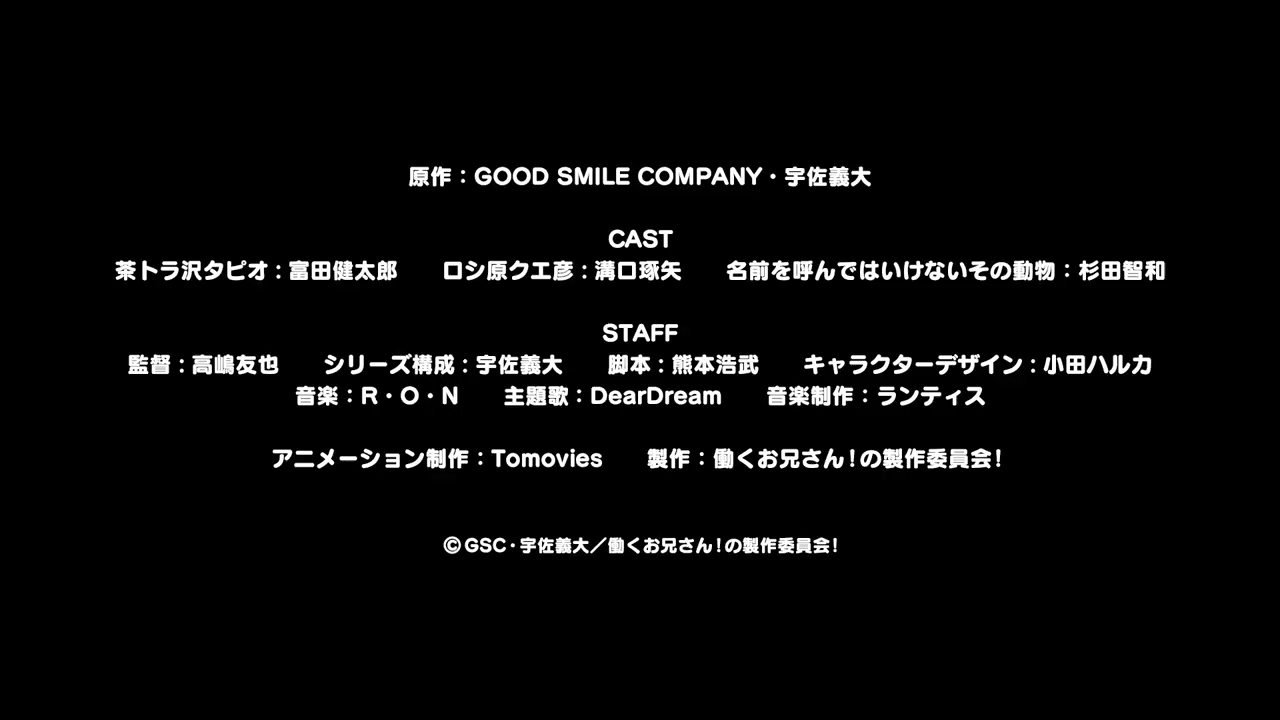 原作：GOOD SMILE COMPANY・宇佐義大
CAST
茶トラ沢タピオ：富田健太郎　　ロシ原クエ彦：溝口琢矢　　名前を呼んではいけないその動物：杉田智和
STAFF
監督：高嶋友也　　シリーズ構成：宇佐義大　　脚本：熊本浩武　　キャラクターデザイン：小田ハルカ
音楽：R・O・N　　主題歌：DearDream　　音楽制作：ランティス
アニメーション制作：Tomovies　　製作：働くお兄さん！の製作委員会！
©GSC・宇佐義大／働くお兄さん！の製作委員会！